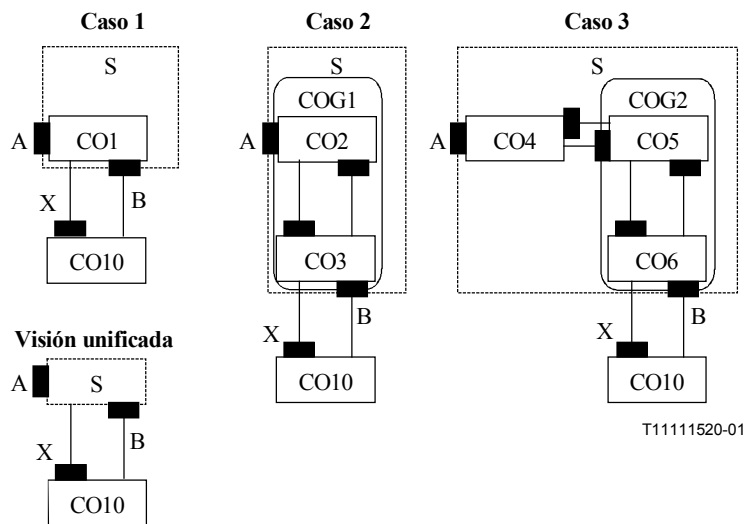 Caso 1
S
A
CO1
X
B
CO10
Visión unificada
A
S
X
B
CO10
Caso 2
S
COG1
A
CO2
CO3
X
B
CO10
Caso 3
S
COG2
A
CO4
CO5
CO6
X
B
CO10
T11111520-01